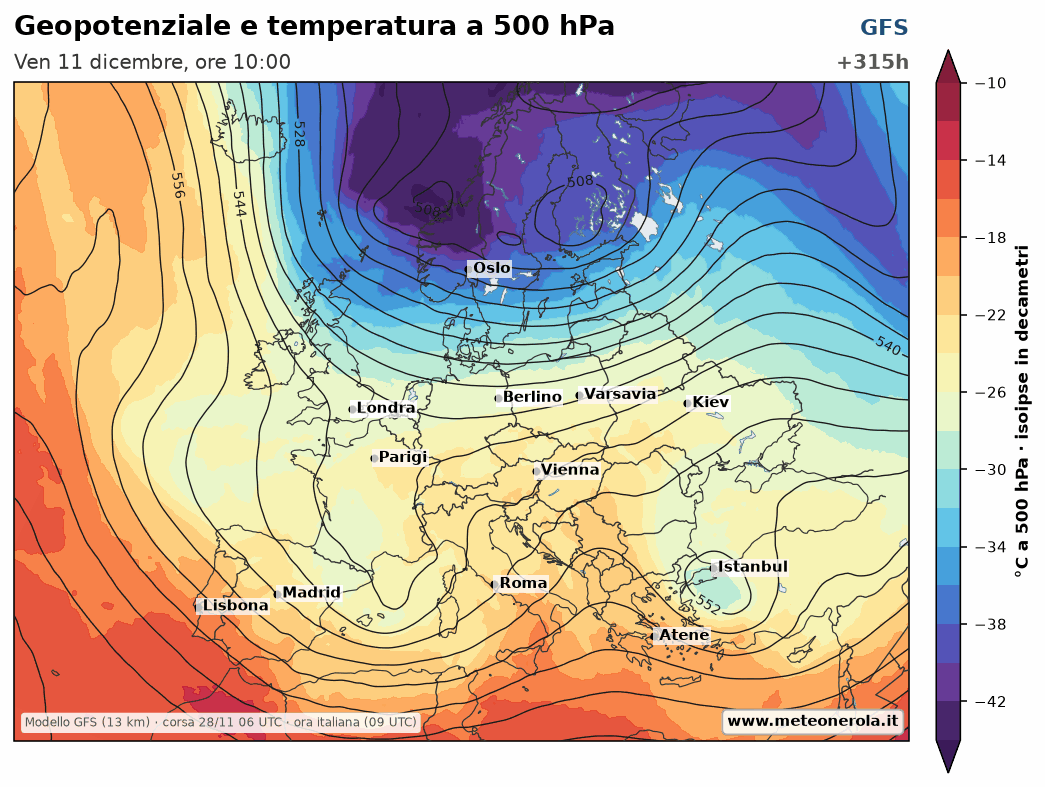 Geopotenziale e temperatura a 500 hPa
GFS
Ven 11 dicembre, ore 10:00
+315h
528
556
544
508
508
540
552
Oslo
Berlino
Varsavia
Kiev
Londra
Parigi
Vienna
Istanbul
Roma
Madrid
Lisbona
Atene
−10
−14
−18
−22
−26
−30
−34
−38
−42
°C a 500 hPa · isoipse in decametri
Modello GFS (13 km) · corsa 28/11 06 UTC · ora italiana (09 UTC)
www.meteonerola.it